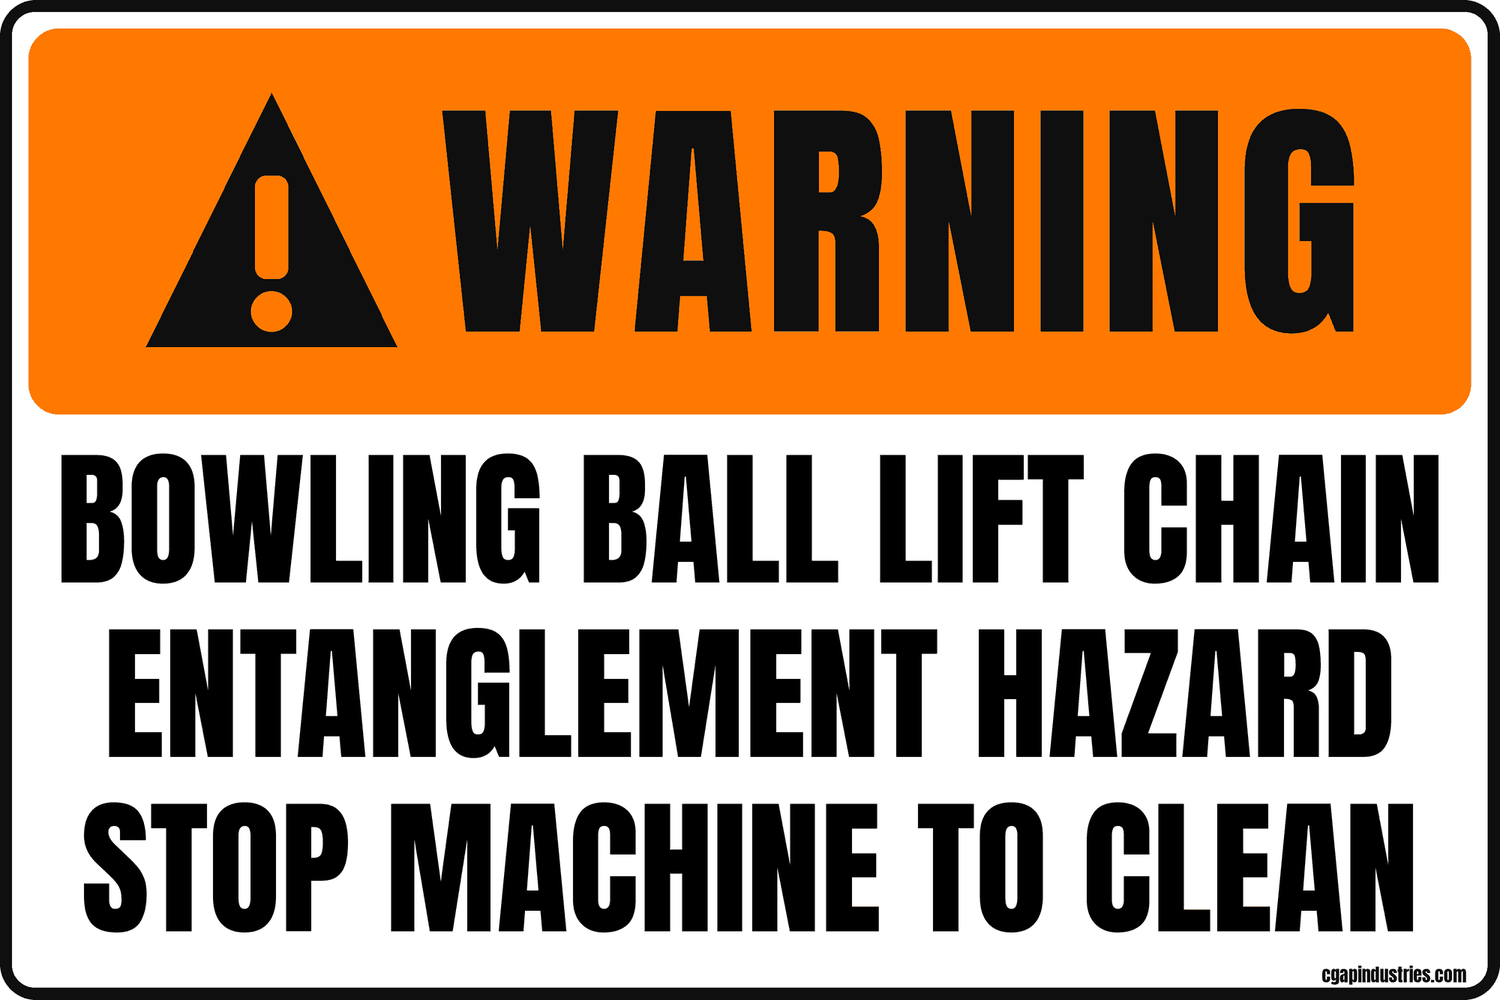 WARNING
BOWLING BALL LIFT CHAIN
ENTANGLEMENT HAZARD
STOP MACHINE TO CLEAN
cgapindustries.com